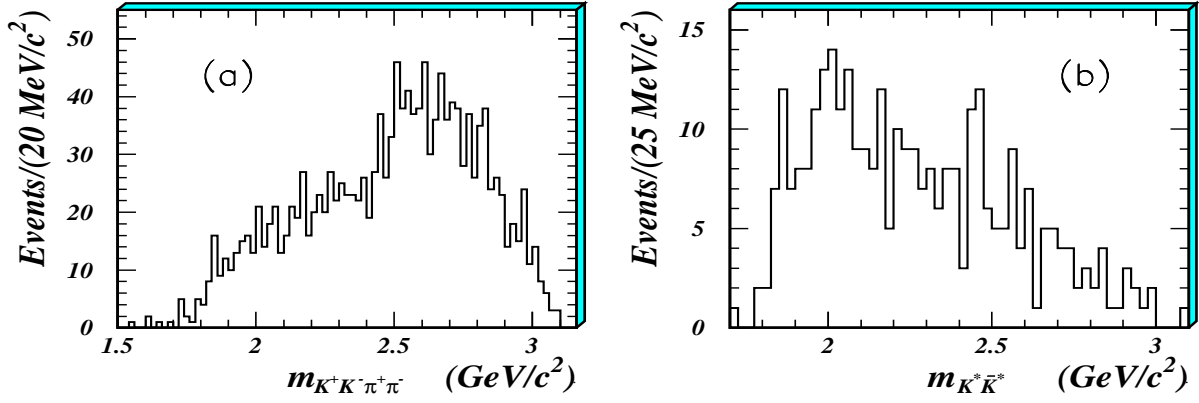 Events/(20 MeV/c²)
50
40
30
20
10
0
(a)
1.5
2
2.5
3
m_{K⁺K⁻π⁺π⁻} (GeV/c²)
Events/(25 MeV/c²)
15
10
5
0
(b)
2
2.5
3
m_{K*K̄*} (GeV/c²)